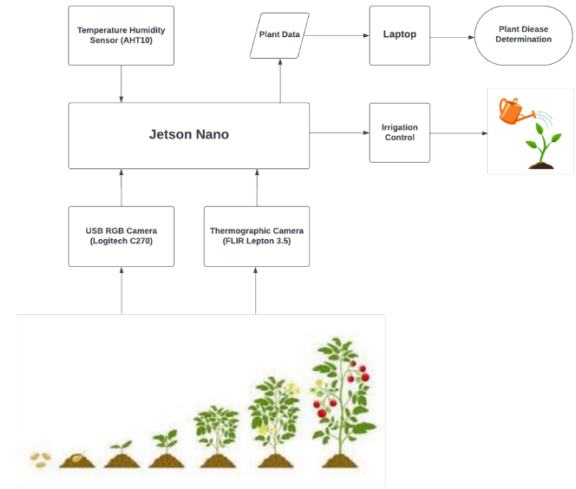 Temperature Humidity
Sensor (AHT10)
Plant Data
Laptop
Plant Diease
Determination
Jetson Nano
Irrigation
Control
USB RGB Camera
(Logitech C270)
Thermographic Camera
(FLIR Lepton 3.5)